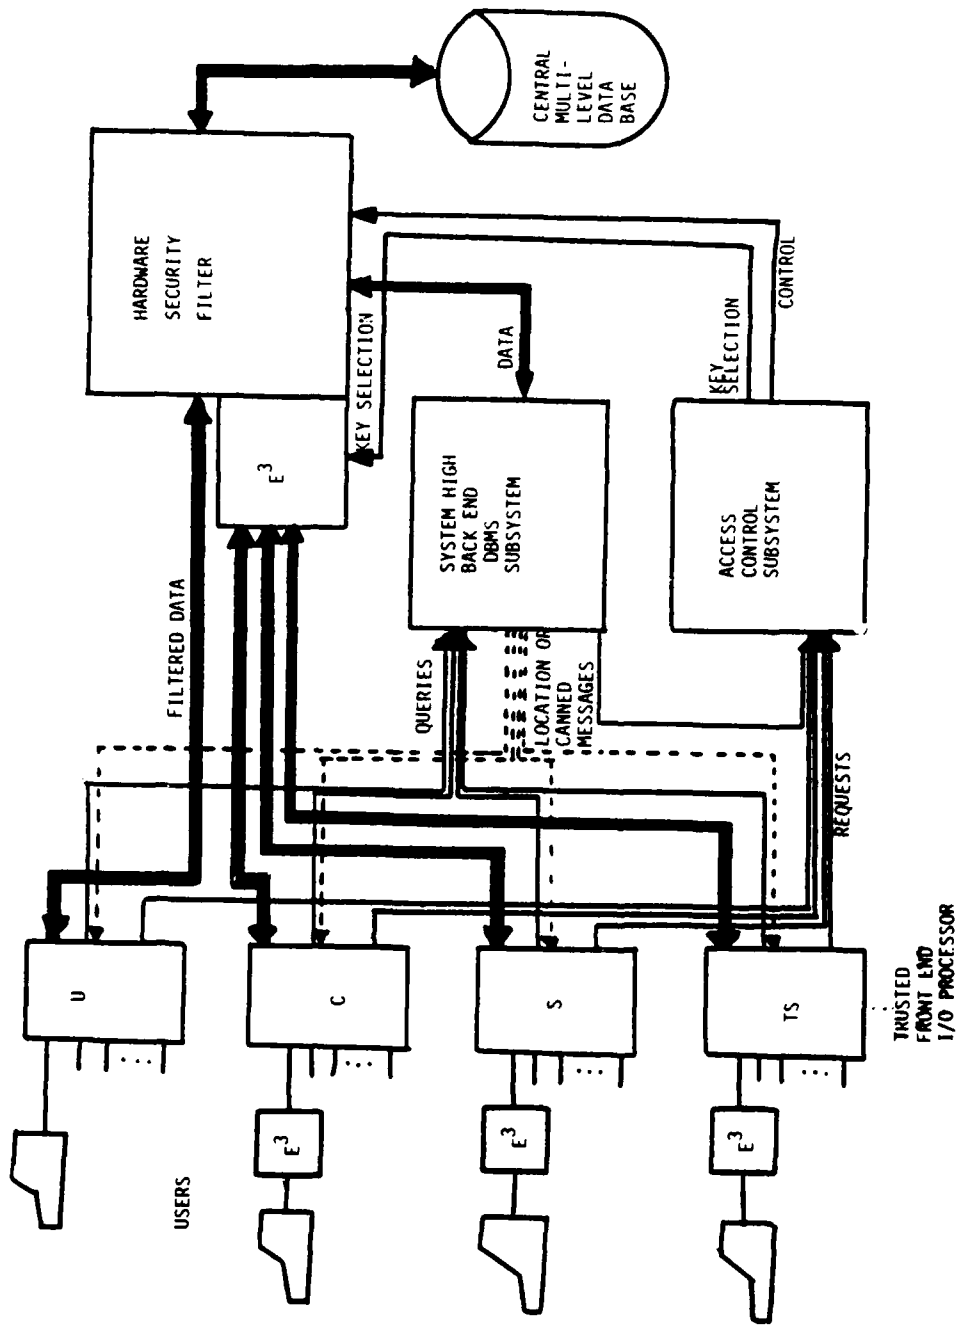 USERS
U
C
S
TS
E³
E³
E³
TRUSTED
FRONT END
I/O PROCESSOR
FILTERED DATA
QUERIES
LOCATION OR
CANNED
MESSAGES
REQUESTS
E³
KEY SELECTION
HARDWARE
SECURITY
FILTER
SYSTEM HIGH
BACK END
DBMS
SUBSYSTEM
DATA
ACCESS
CONTROL
SUBSYSTEM
KEY
SELECTION
CONTROL
CENTRAL
MULTI-
LEVEL
DATA
BASE